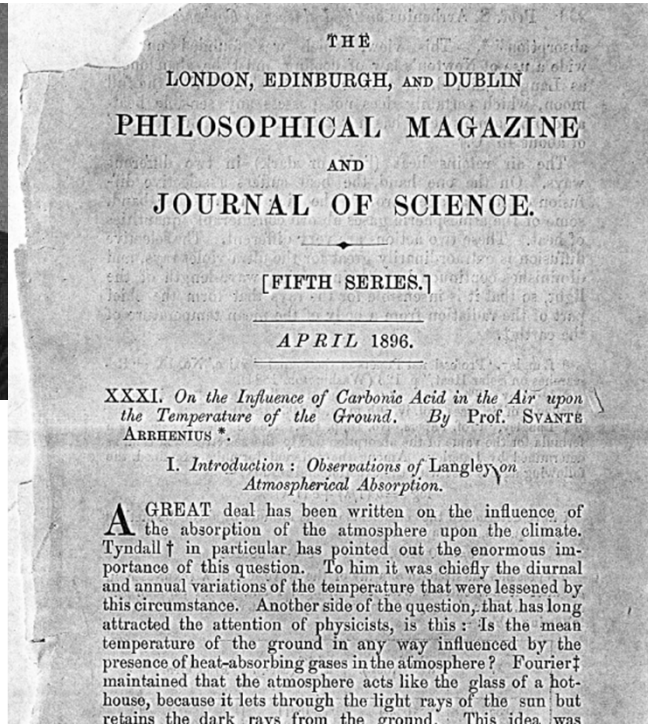 THE
LONDON, EDINBURGH, AND DUBLIN
PHILOSOPHICAL MAGAZINE
AND
JOURNAL OF SCIENCE.
[FIFTH SERIES.]
APRIL 1896.
XXXI. On the Influence of Carbonic Acid in the Air upon
the Temperature of the Ground. By Prof. SVANTE
ARRHENIUS *.
I. Introduction : Observations of Langley on
Atmospherical Absorption.
A GREAT deal has been written on the influence of
the absorption of the atmosphere upon the climate.
Tyndall † in particular has pointed out the enormous im-
portance of this question. To him it was chiefly the diurnal
and annual variations of the temperature that were lessened by
this circumstance. Another side of the question, that has long
attracted the attention of physicists, is this : Is the mean
temperature of the ground in any way influenced by the
presence of heat-absorbing gases in the atmosphere ? Fourier‡
maintained that the atmosphere acts like the glass of a hot-
house, because it lets through the light rays of the sun but
retains the dark rays from the ground. This idea was